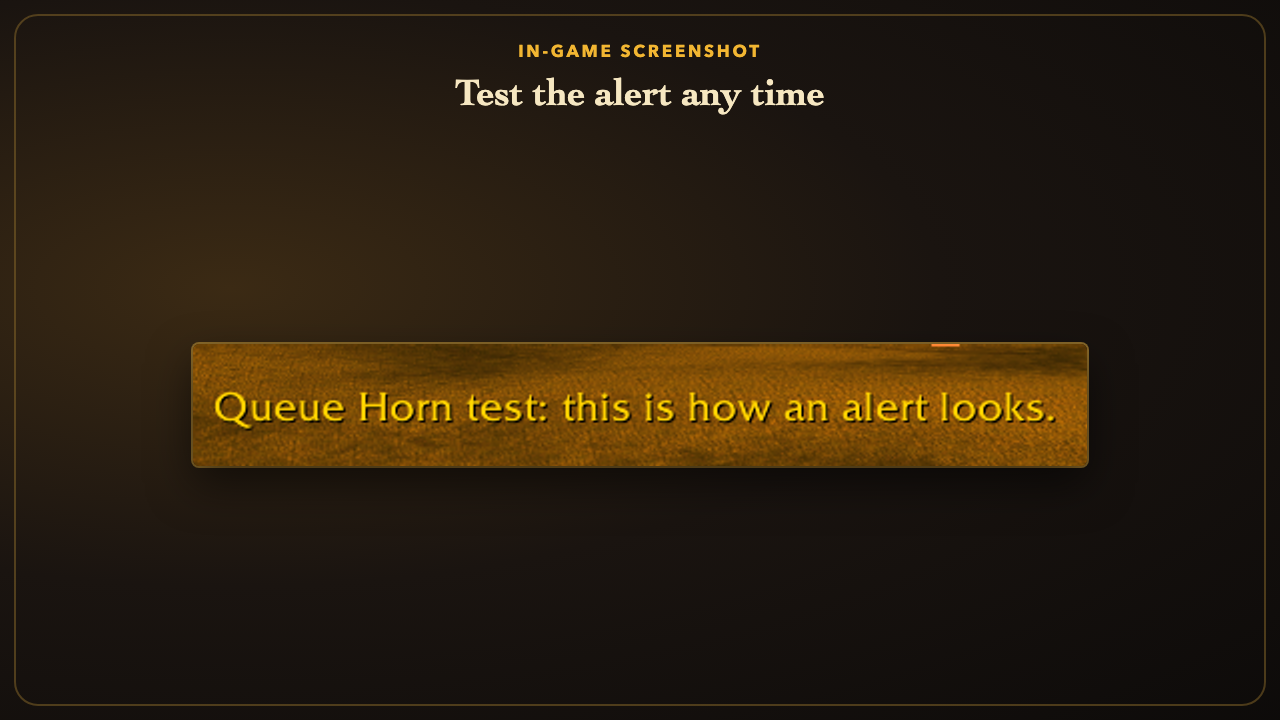 IN-GAME SCREENSHOT
Test the alert any time
Queue Horn test: this is how an alert looks.